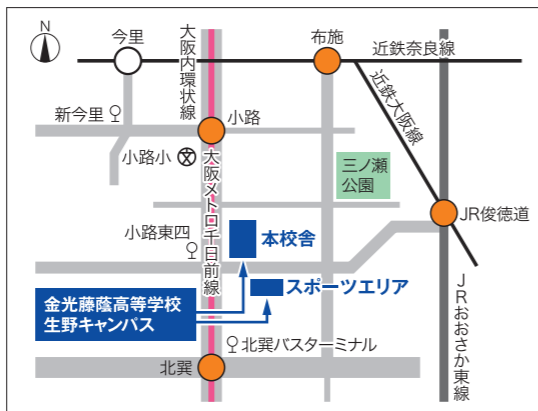 N
今里
大阪内環状線
布施
近鉄奈良線
新今里
小路
近鉄大阪線
小路小
文
大阪メトロ千日前線
三ノ瀬
公園
JR俊徳道
小路東四
本校舎
スポーツエリア
金光藤蔭高等学校
生野キャンパス
JRおおさか東線
北巽バスターミナル
北巽